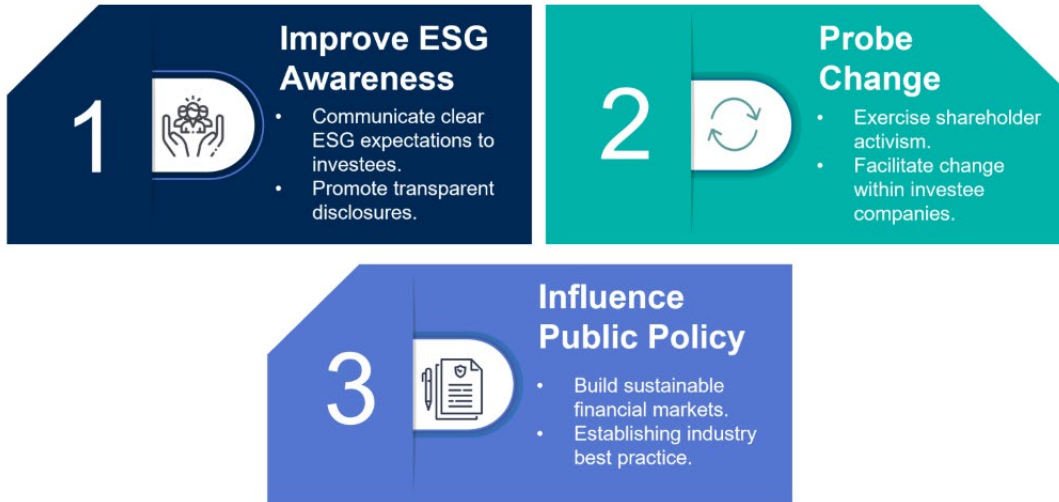 1
Improve ESG
Awareness
• Communicate clear
ESG expectations to
investees.
• Promote transparent
disclosures.
2
Probe
Change
• Exercise shareholder
activism.
• Facilitate change
within investee
companies.
3
Influence
Public Policy
• Build sustainable
financial markets.
• Establishing industry
best practice.